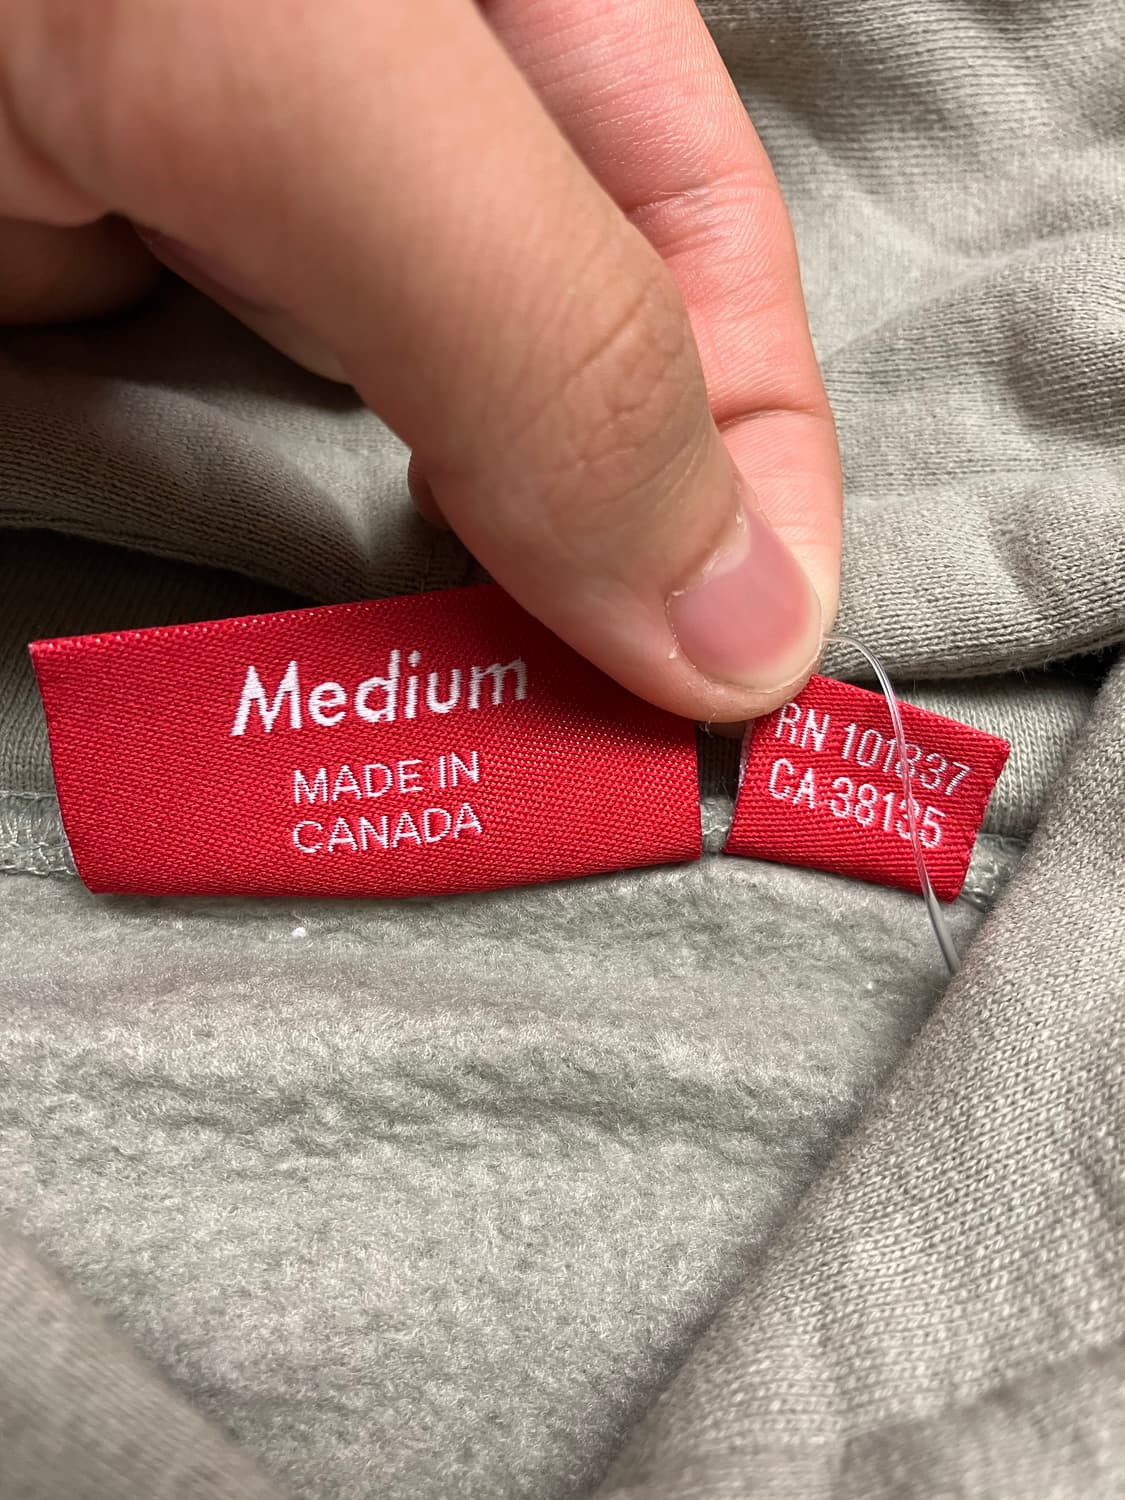 Medium
MADE IN
CANADA
RN 101837
CA 38135